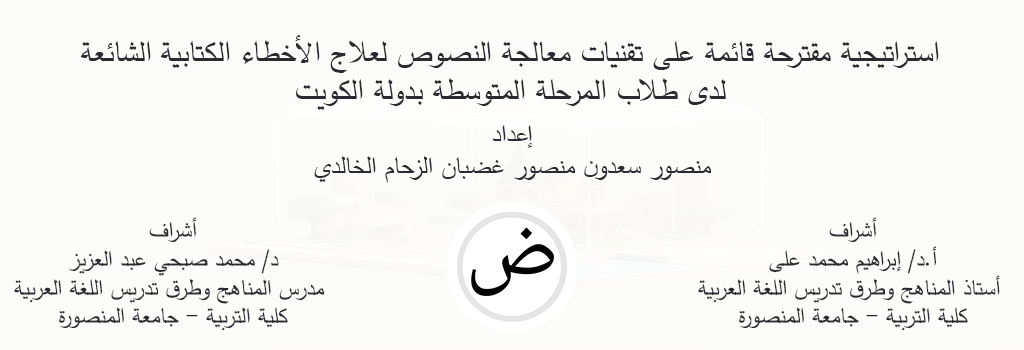 استراتيجية مقترحة قائمة على تقنيات معالجة النصوص لعلاج الأخطاء الكتابية الشائعة
لدى طلاب المرحلة المتوسطة بدولة الكويت
إعداد
منصور سعدون منصور غضبان الزحام الخالدي
أشراف
أ.د/ إبراهيم محمد على
أستاذ المناهج وطرق تدريس اللغة العربية
كلية التربية – جامعة المنصورة
ض
أشراف
د/ محمد صبحي عبد العزيز
مدرس المناهج وطرق تدريس اللغة العربية
كلية التربية – جامعة المنصورة